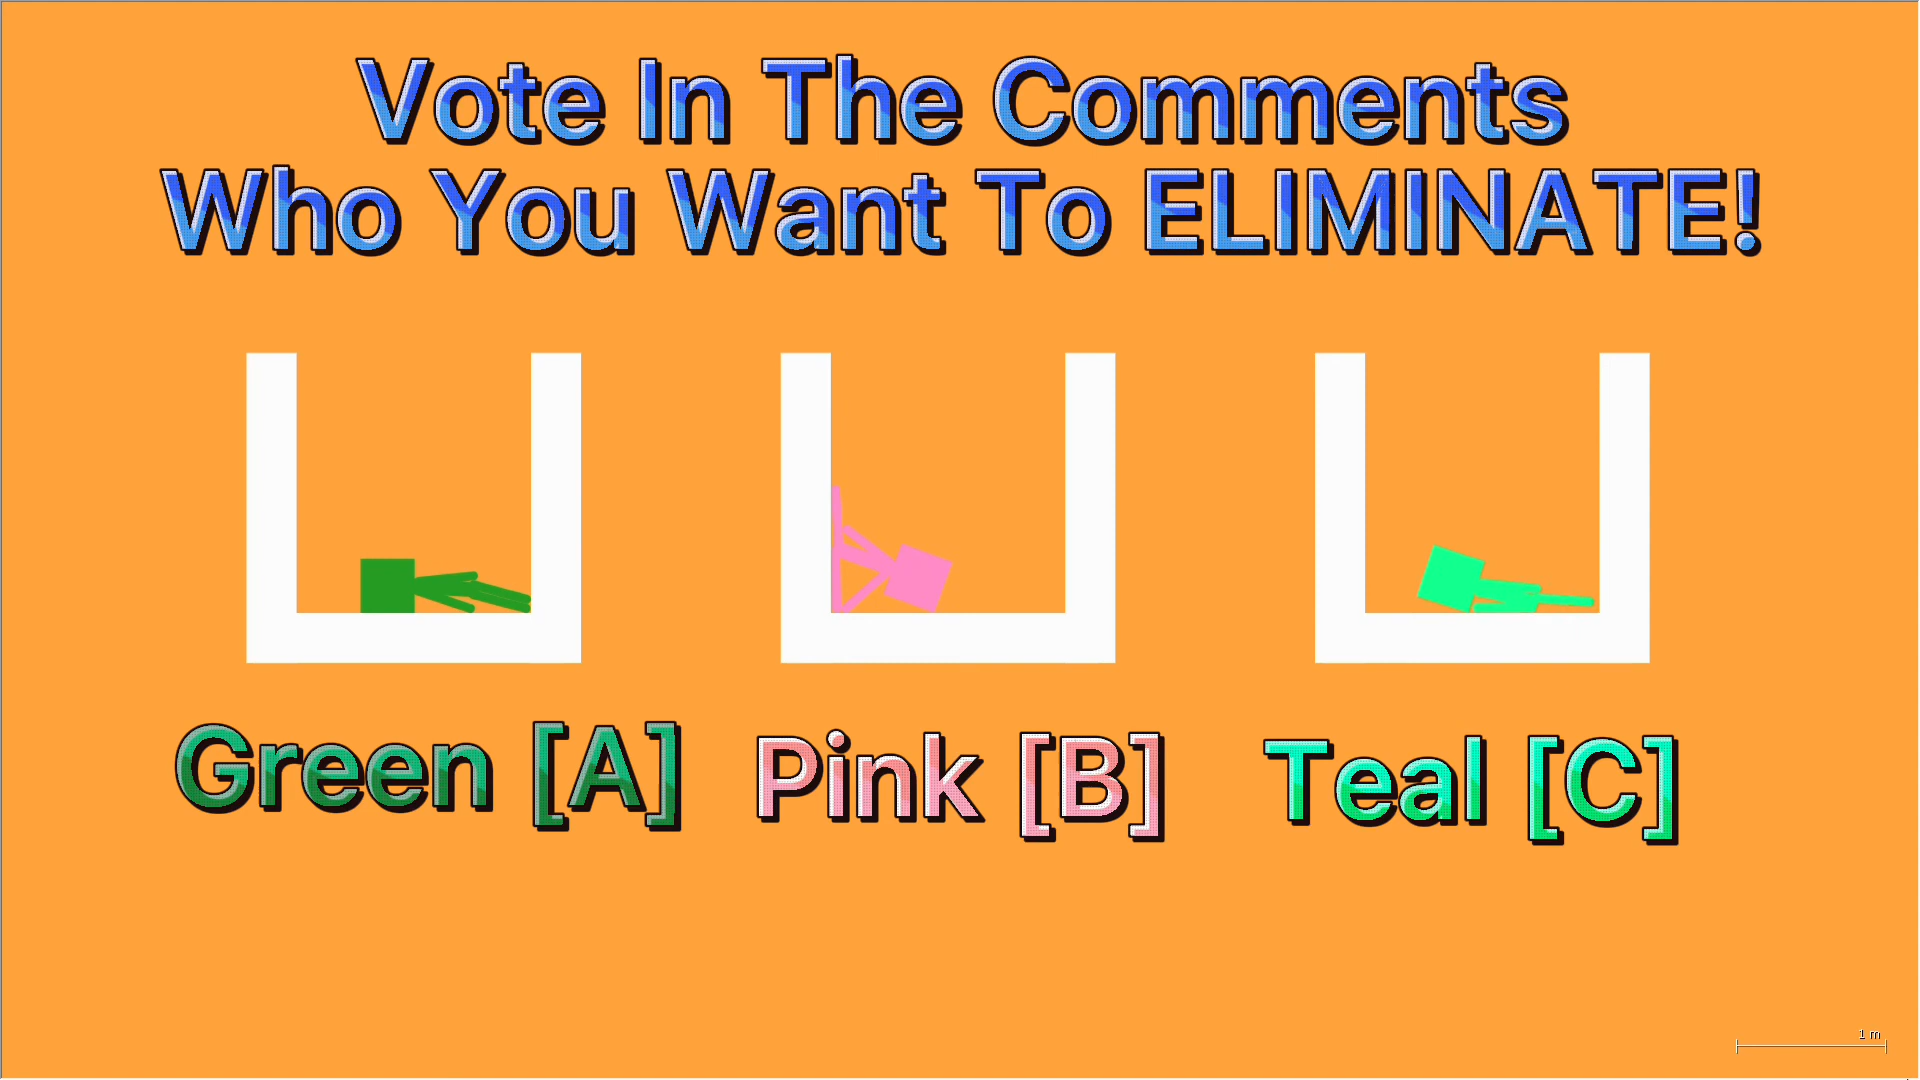 Vote In The Comments
Who You Want To ELIMINATE!
Green [A] Pink [B] Teal [C]
1 m